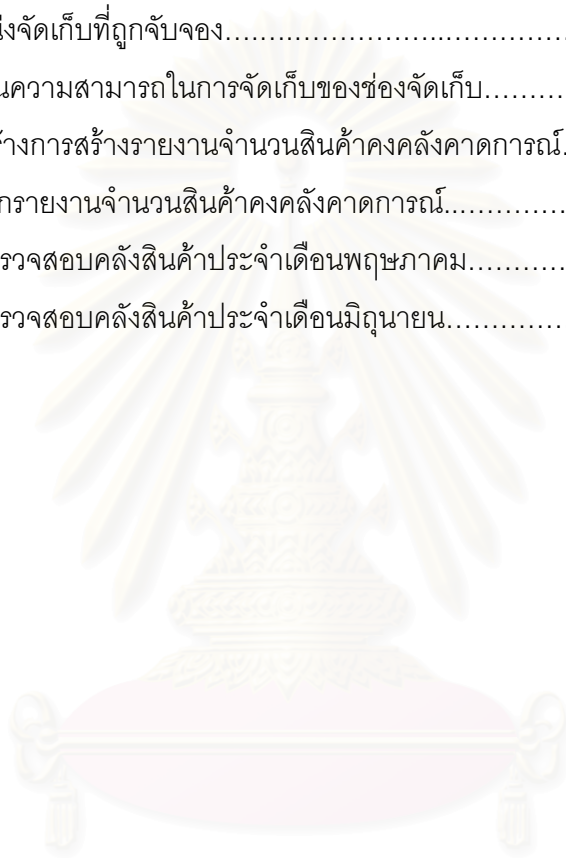 จัดเก็บที่ถูกจับจอง…….……………..……………
ความสามารถในการจัดเก็บของช่องจัดเก็บ………
การสร้างรายงานจำนวนสินค้าคงคลังคาดการณ์.
รายงานจำนวนสินค้าคงคลังคาดการณ์..…………
รวจสอบคลังสินค้าประจำเดือนพฤษภาคม…………
รวจสอบคลังสินค้าประจำเดือนมิถุนายน……………